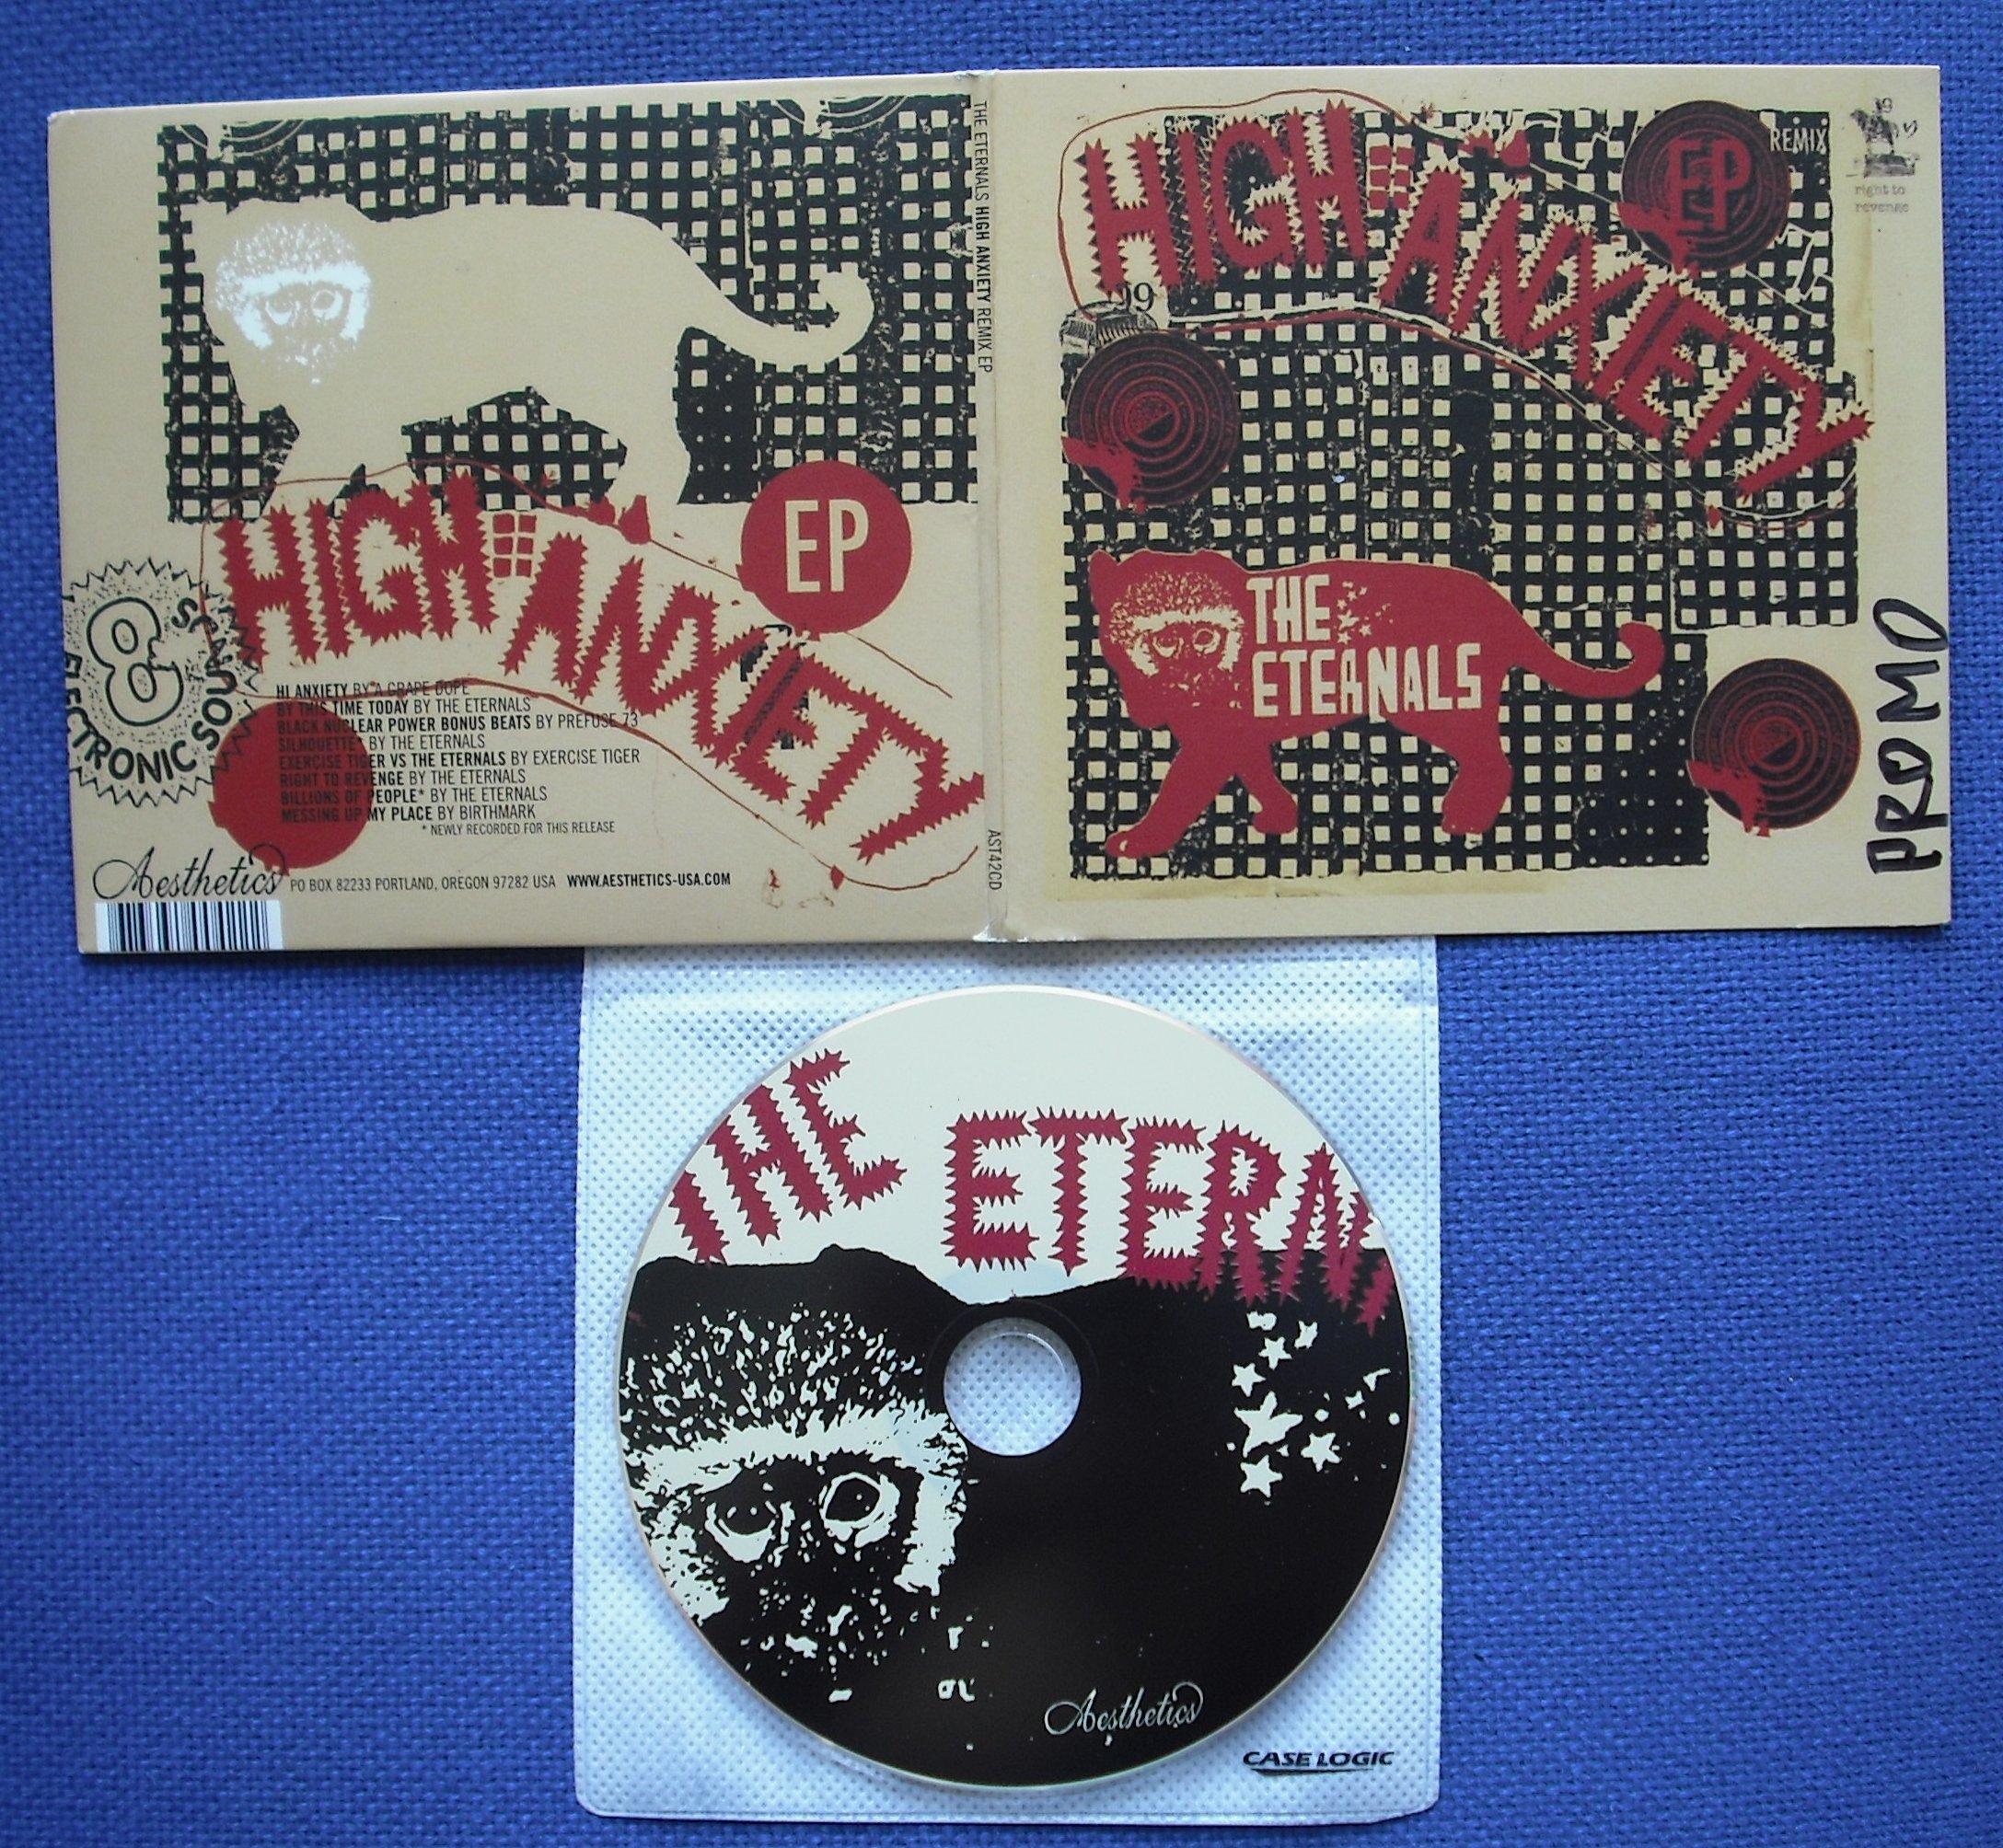 HIGH ANXIETY
EP
8 ELECTRONIC SOUNDS
HI ANXIETY BY A GRAPE DOPE
BY THIS TIME TODAY BY THE ETERNALS
BLACK NUCLEAR POWER BONUS BEATS BY PREFUSE 73
SILHOUETTE* BY THE ETERNALS
EXERCISE TIGER VS THE ETERNALS BY EXERCISE TIGER
RIGHT TO REVENGE BY THE ETERNALS
BILLIONS OF PEOPLE* BY THE ETERNALS
MESSING UP MY PLACE BY BIRTHMARK
* NEWLY RECORDED FOR THIS RELEASE
Aesthetics PO BOX 82233 PORTLAND, OREGON 97282 USA WWW.AESTHETICS-USA.COM
THE ETERNALS HIGH ANXIETY REMIX EP
AST42CD
HIGH ANXIETY
EP
REMIX
right to
revenge
THE
ETERNALS
PROMO
THE ETERN
Aesthetics
CASE LOGIC